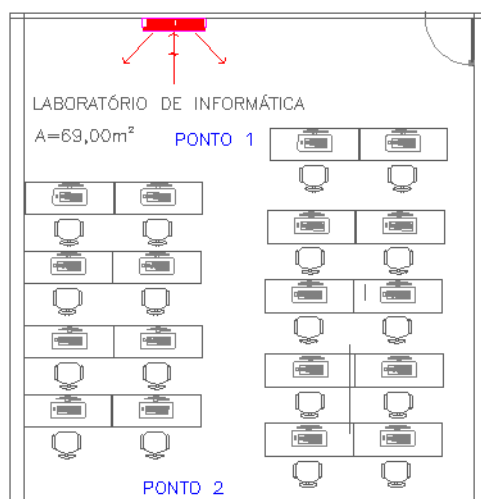 LABORATÓRIO DE INFORMÁTICA
A=69,00m²
PONTO 1
PONTO 2